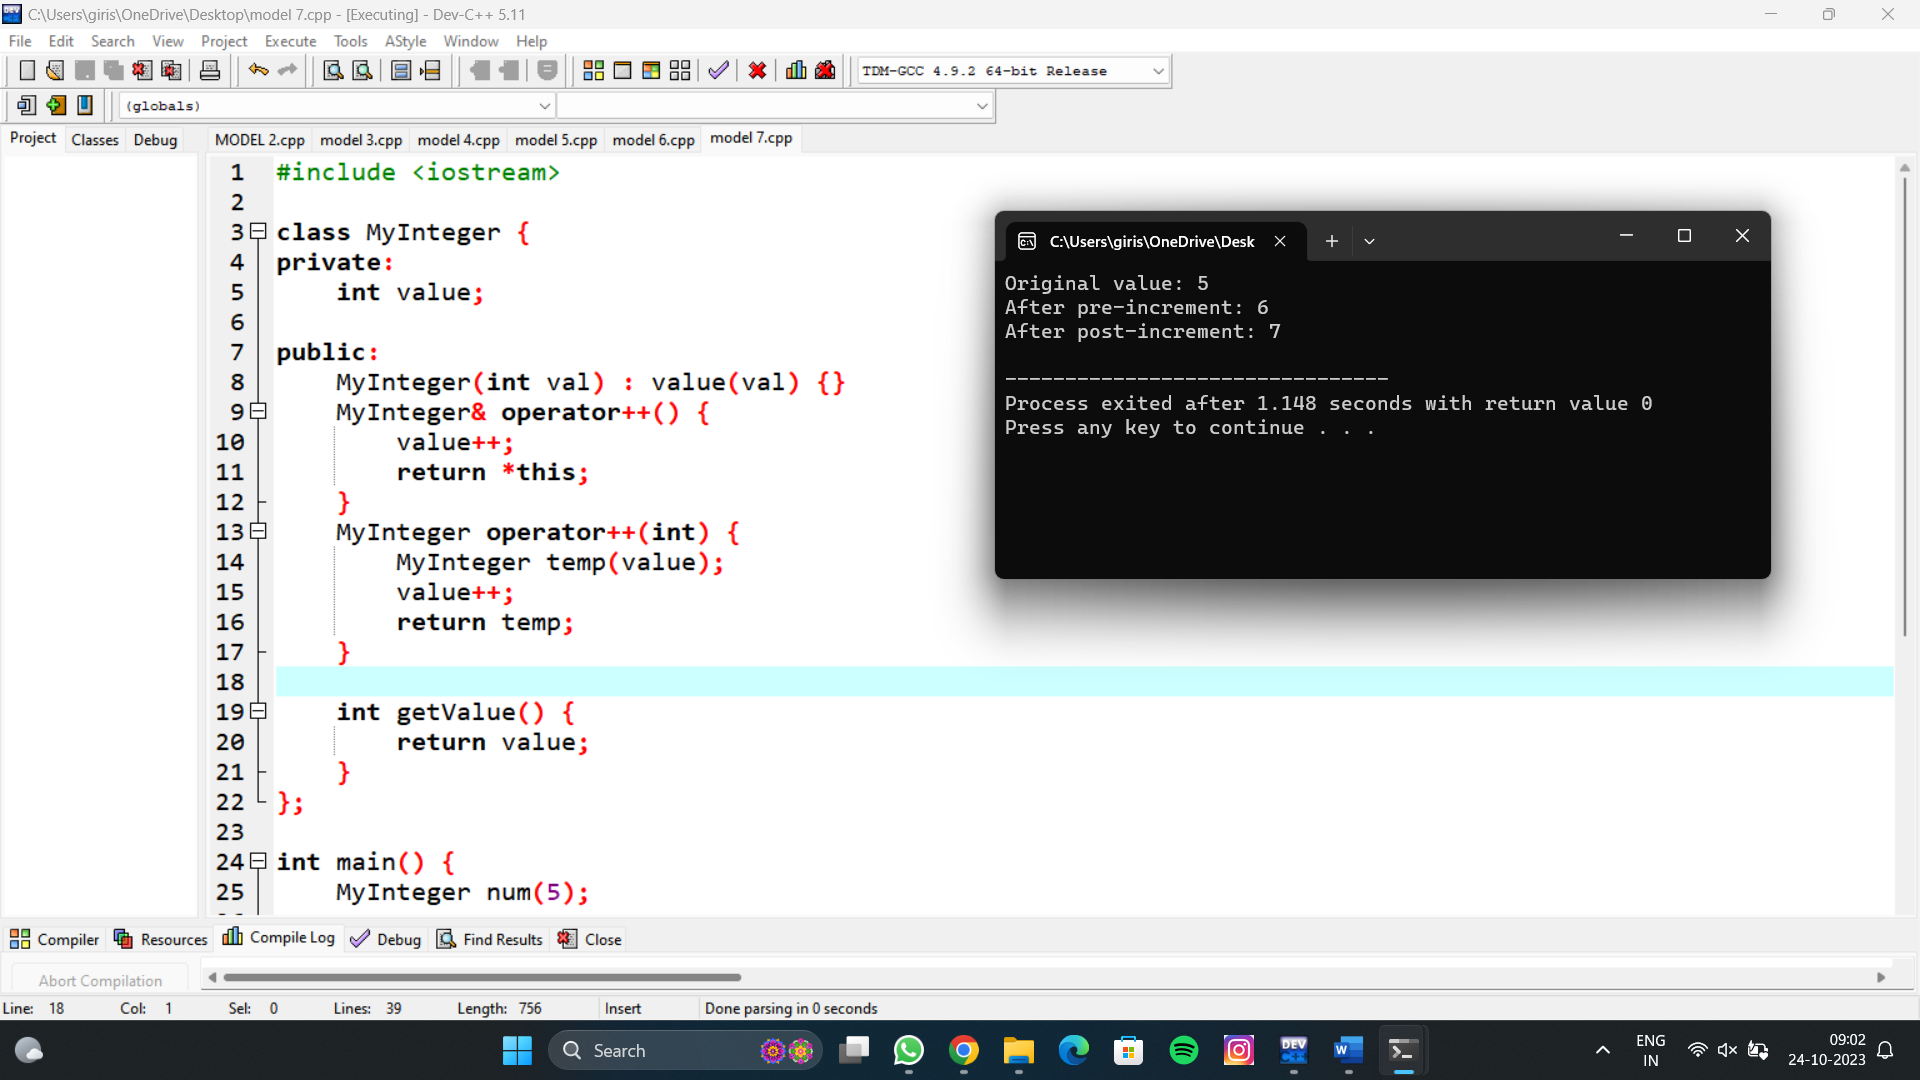 C:\Users\giris\OneDrive\Desktop\model 7.cpp - [Executing] - Dev-C++ 5.11
File Edit Search View Project Execute Tools AStyle Window Help
TDM-GCC 4.9.2 64-bit Release
(globals)
Project Classes Debug
MODEL 2.cpp model 3.cpp model 4.cpp model 5.cpp model 6.cpp model 7.cpp
1 #include <iostream>
2
3 class MyInteger {
4 private:
5 int value;
6
7 public:
8 MyInteger(int val) : value(val) {}
9 MyInteger& operator++() {
10 value++;
11 return *this;
12 }
13 MyInteger operator++(int) {
14 MyInteger temp(value);
15 value++;
16 return temp;
17 }
18
19 int getValue() {
20 return value;
21 }
22 };
23
24 int main() {
25 MyInteger num(5);
C:\Users\giris\OneDrive\Desk
Original value: 5
After pre-increment: 6
After post-increment: 7
--------------------------------
Process exited after 1.148 seconds with return value 0
Press any key to continue . . .
Compiler Resources Compile Log Debug Find Results Close
Abort Compilation
Line: 18 Col: 1 Sel: 0 Lines: 39 Length: 756 Insert Done parsing in 0 seconds
Search
DEV
C++
W
ENG
IN
09:02
24-10-2023